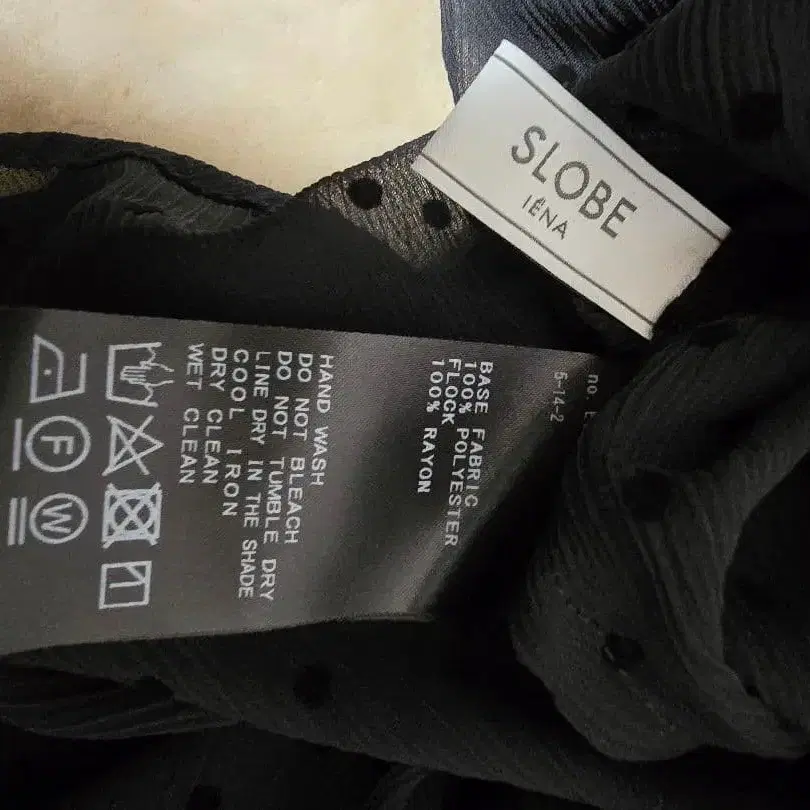 SLOBE
IÉNA
no.
5-14-2
BASE FABRIC
100% POLYESTER
FLOCK
100% RAYON
HAND WASH
DO NOT BLEACH
DO NOT TUMBLE DRY
LINE DRY IN THE SHADE
COOL IRON
DRY CLEAN
WET CLEAN
F
W